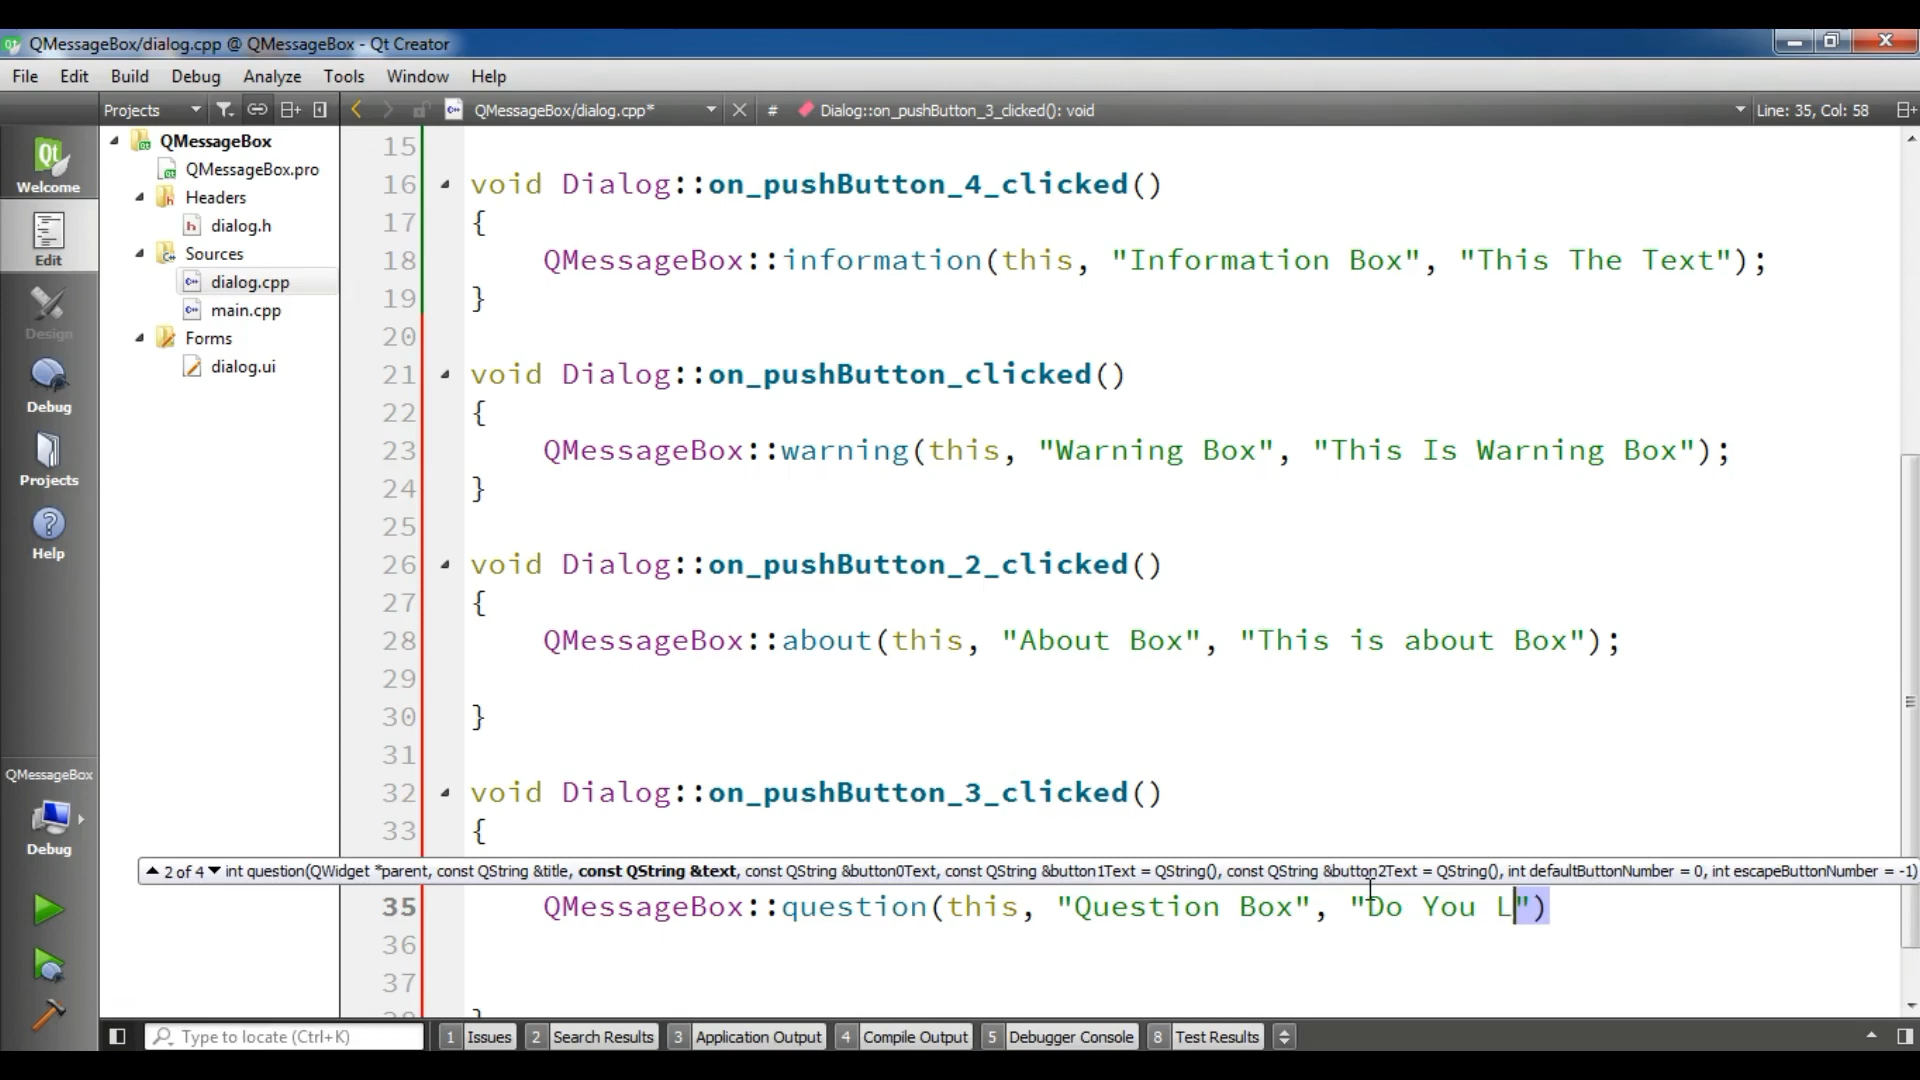 QMessageBox/dialog.cpp @ QMessageBox - Qt Creator
File Edit Build Debug Analyze Tools Window Help
Projects QMessageBox/dialog.cpp* # Dialog::on_pushButton_3_clicked(): void Line: 35, Col: 58
Qt
Welcome
Edit
Design
Debug
Projects
Help
QMessageBox
Debug
QMessageBox
QMessageBox.pro
Headers
dialog.h
Sources
dialog.cpp
main.cpp
Forms
dialog.ui
15
16 void Dialog::on_pushButton_4_clicked()
17 {
18 QMessageBox::information(this, "Information Box", "This The Text");
19 }
20
21 void Dialog::on_pushButton_clicked()
22 {
23 QMessageBox::warning(this, "Warning Box", "This Is Warning Box");
24 }
25
26 void Dialog::on_pushButton_2_clicked()
27 {
28 QMessageBox::about(this, "About Box", "This is about Box");
29
30 }
31
32 void Dialog::on_pushButton_3_clicked()
33 {
2 of 4 int question(QWidget *parent, const QString &title, const QString &text, const QString &button0Text, const QString &button1Text = QString(), const QString &button2Text = QString(), int defaultButtonNumber = 0, int escapeButtonNumber = -1)
35 QMessageBox::question(this, "Question Box", "Do You L")
36
37
Type to locate (Ctrl+K) 1 Issues 2 Search Results 3 Application Output 4 Compile Output 5 Debugger Console 8 Test Results